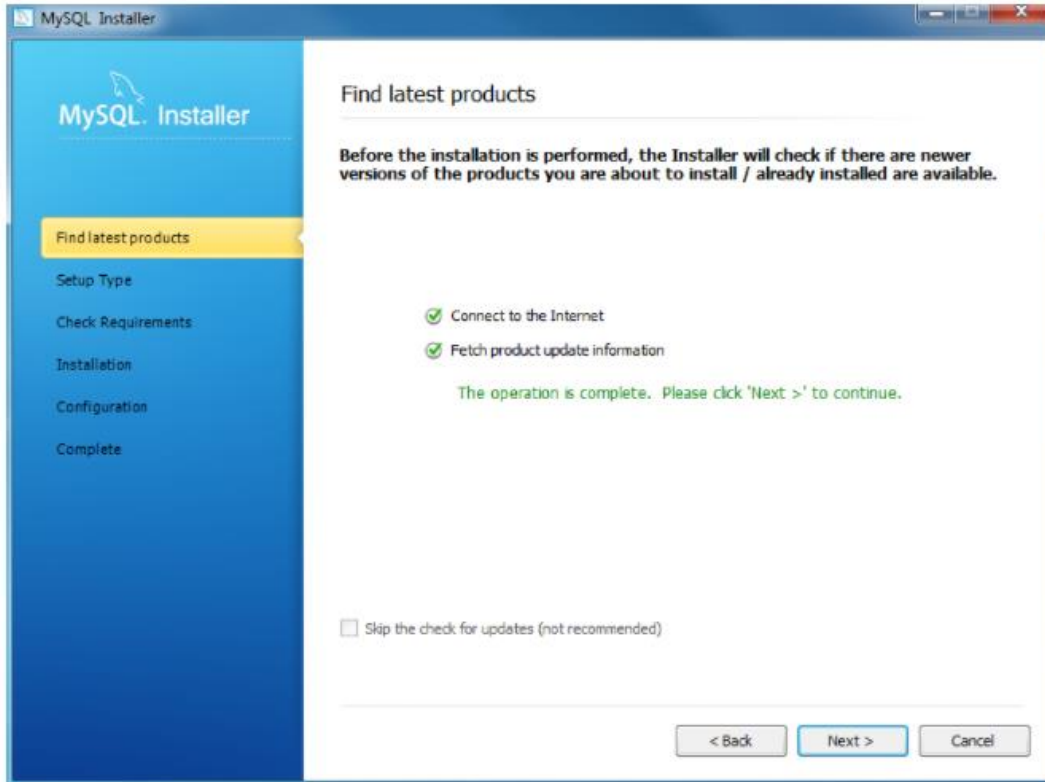 MySQL Installer
MySQL. Installer
Find latest products
Setup Type
Check Requirements
Installation
Configuration
Complete
Find latest products
Before the installation is performed, the Installer will check if there are newer
versions of the products you are about to install / already installed are available.
Connect to the Internet
Fetch product update information
The operation is complete. Please click 'Next >' to continue.
Skip the check for updates (not recommended)
< Back Next > Cancel